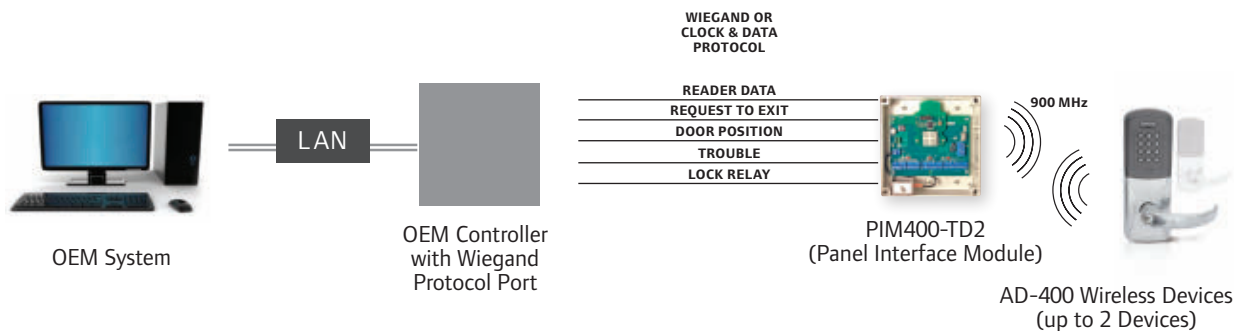 WIEGAND OR
CLOCK & DATA
PROTOCOL
READER DATA
REQUEST TO EXIT
DOOR POSITION
TROUBLE
LOCK RELAY
900 MHz
LAN
OEM System
OEM Controller
with Wiegand
Protocol Port
PIM400-TD2
(Panel Interface Module)
AD-400 Wireless Devices
(up to 2 Devices)